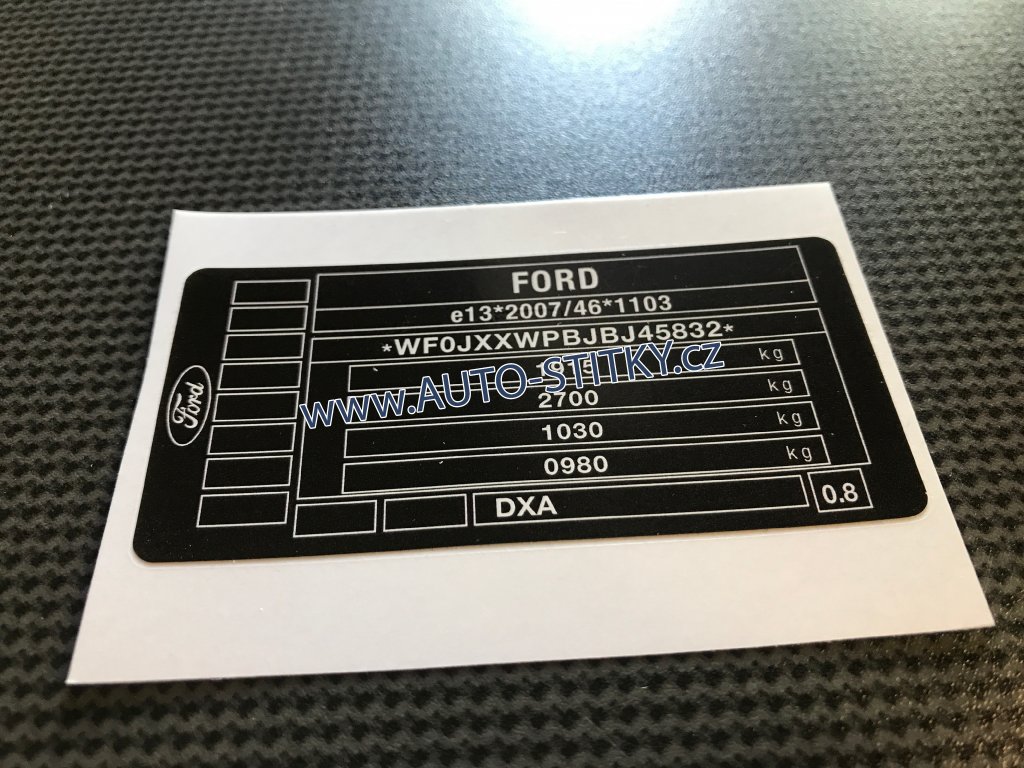 FORD
e13*2007/46*1103
*WF0JXXWPBJBJ45832*
kg
www.AUTO-STITKY.cz
2700 kg
1030 kg
0980 kg
DXA 0.8
Ford